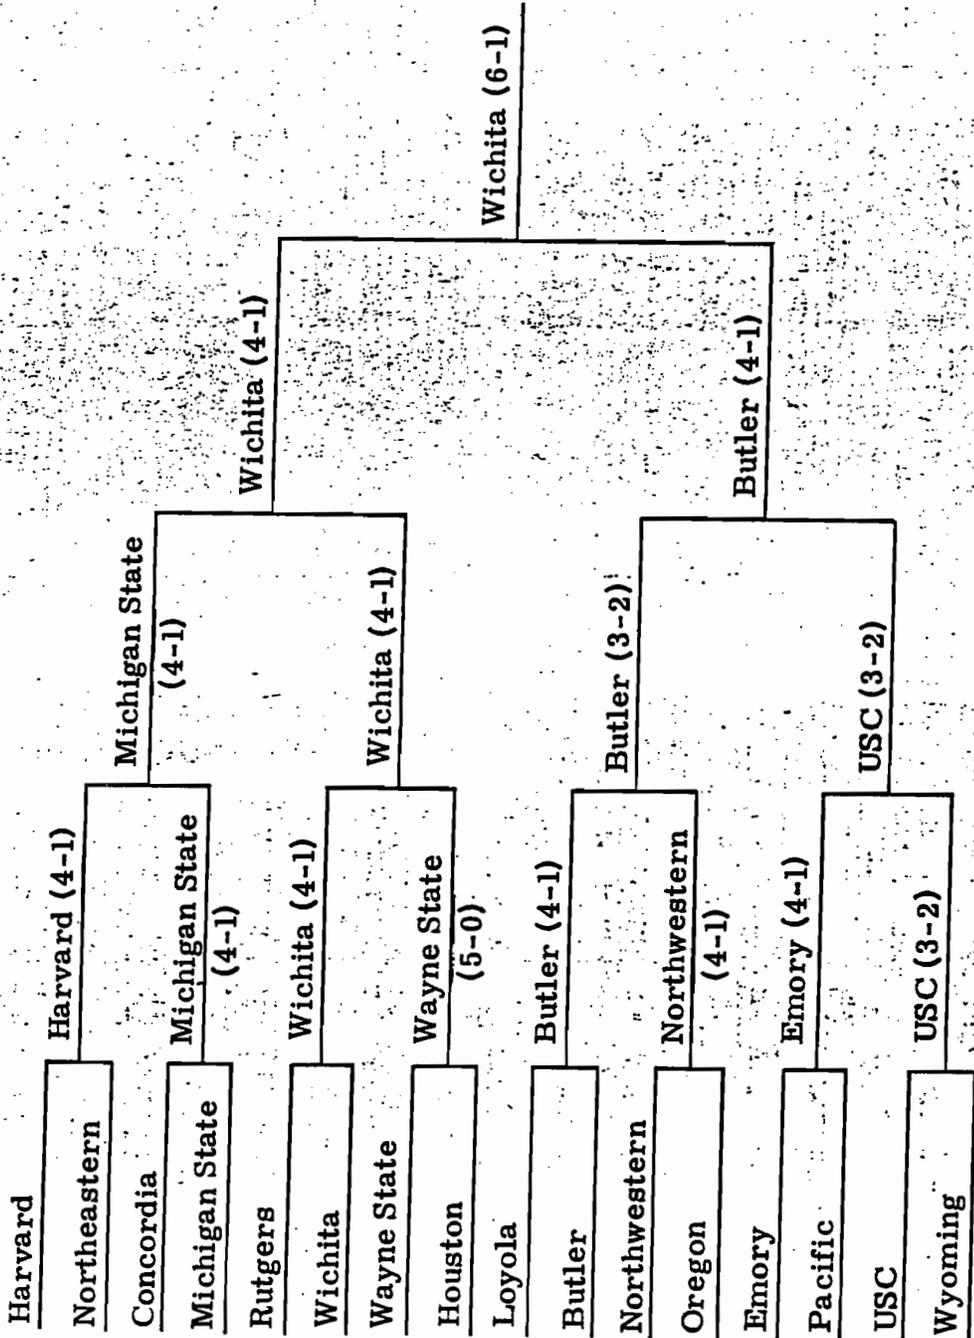 Harvard
Northeastern
Concordia
Michigan State
Rutgers
Wichita
Wayne State
Houston
Loyola
Butler
Northwestern
Oregon
Emory
Pacific
USC
Wyoming
Harvard (4-1)
Michigan State
(4-1)
Wichita (4-1)
Wayne State
(5-0)
Butler (4-1)
Northwestern
(4-1)
Emory (4-1)
USC (3-2)
Michigan State
(4-1)
Wichita (4-1)
Butler (3-2)
USC (3-2)
Wichita (4-1)
Butler (4-1)
Wichita (6-1)